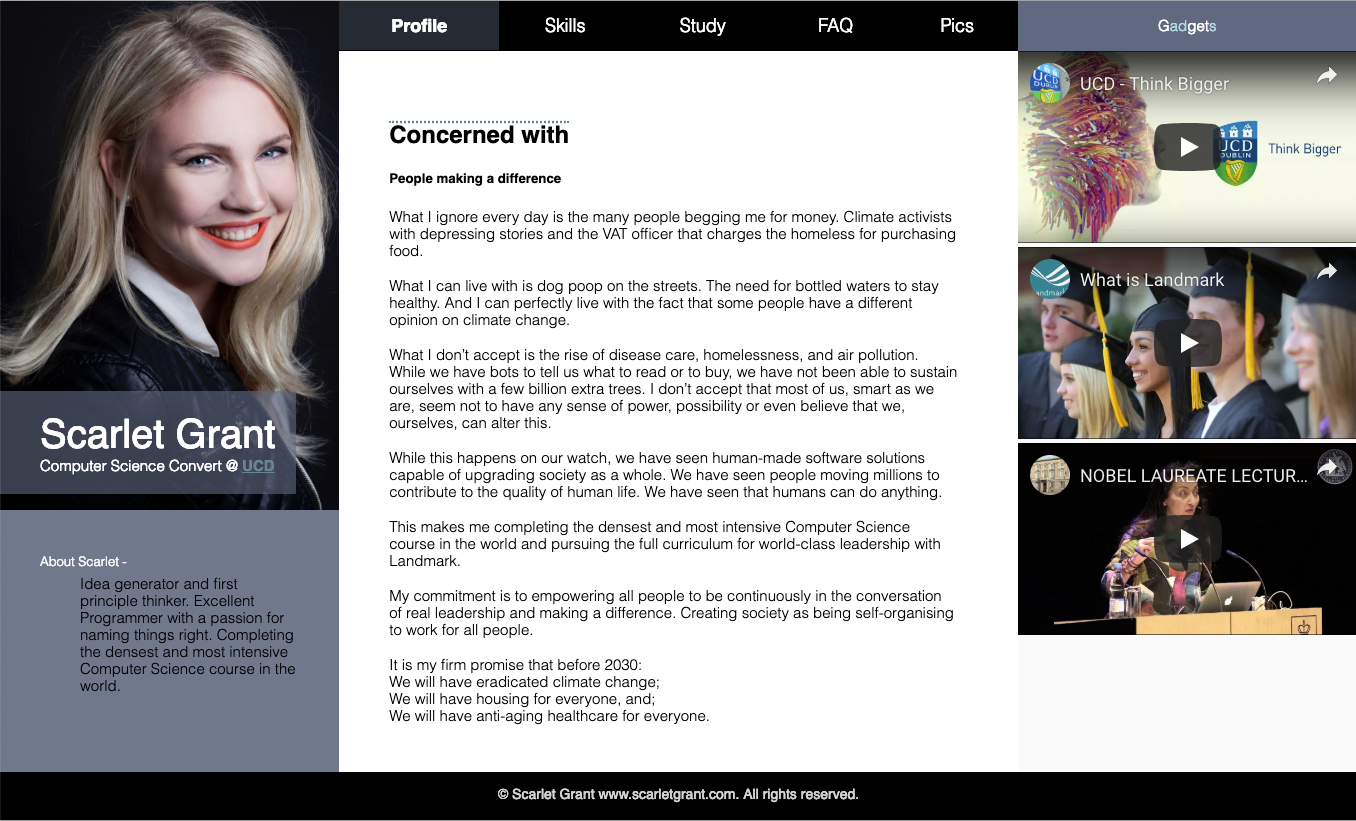 Profile
Skills
Study
FAQ
Pics
Gadgets
Scarlet Grant
Computer Science Convert @ UCD
About Scarlet -
Idea generator and first
principle thinker. Excellent
Programmer with a passion for
naming things right. Completing
the densest and most intensive
Computer Science course in the
world.
Concerned with
People making a difference
What I ignore every day is the many people begging me for money. Climate activists
with depressing stories and the VAT officer that charges the homeless for purchasing
food.
What I can live with is dog poop on the streets. The need for bottled waters to stay
healthy. And I can perfectly live with the fact that some people have a different
opinion on climate change.
What I don’t accept is the rise of disease care, homelessness, and air pollution.
While we have bots to tell us what to read or to buy, we have not been able to sustain
ourselves with a few billion extra trees. I don’t accept that most of us, smart as we
are, seem not to have any sense of power, possibility or even believe that we,
ourselves, can alter this.
While this happens on our watch, we have seen human-made software solutions
capable of upgrading society as a whole. We have seen people moving millions to
contribute to the quality of human life. We have seen that humans can do anything.
This makes me completing the densest and most intensive Computer Science
course in the world and pursuing the full curriculum for world-class leadership with
Landmark.
My commitment is to empowering all people to be continuously in the conversation
of real leadership and making a difference. Creating society as being self-organising
to work for all people.
It is my firm promise that before 2030:
We will have eradicated climate change;
We will have housing for everyone, and;
We will have anti-aging healthcare for everyone.
UCD
DUBLIN
UCD - Think Bigger
UCD
DUBLIN
Think Bigger
What is Landmark
NOBEL LAUREATE LECTUR...
© Scarlet Grant www.scarletgrant.com. All rights reserved.